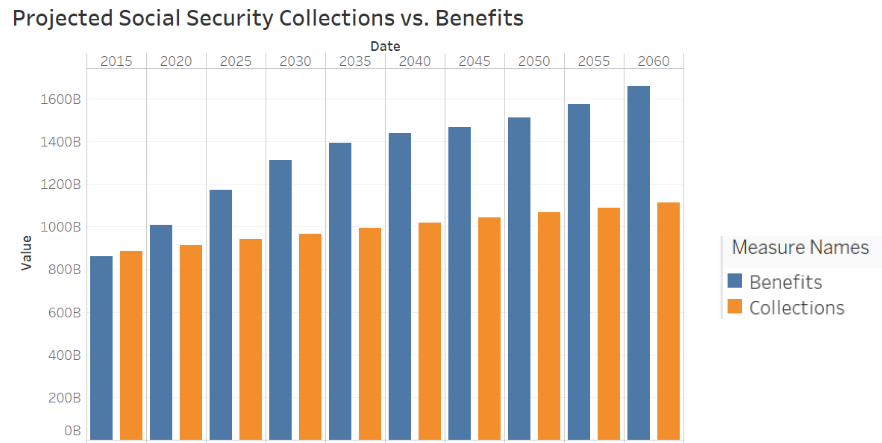 Projected Social Security Collections vs. Benefits
Date
2015 2020 2025 2030 2035 2040 2045 2050 2055 2060
1600B
1400B
1200B
1000B
800B
600B
400B
200B
0B
Value
Measure Names
Benefits
Collections